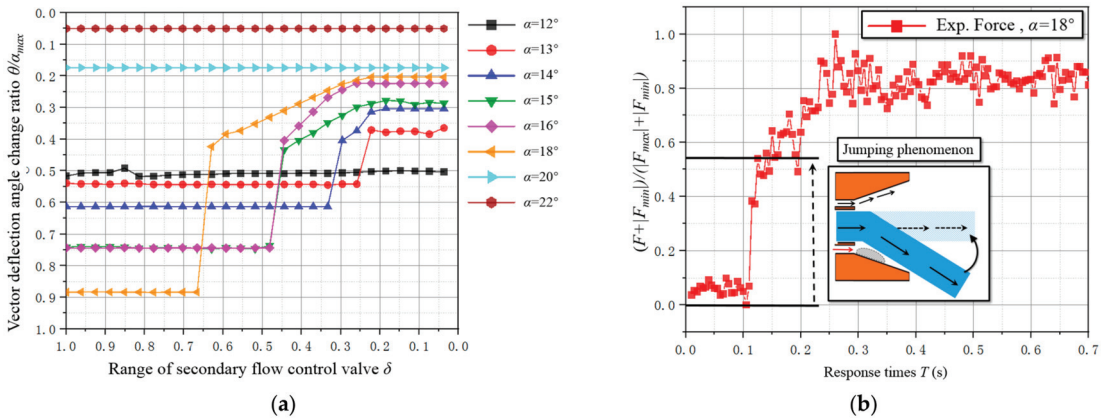 Vector deflection angle change ratio θ/α_max
0.0
0.1
0.2
0.3
0.4
0.5
0.6
0.7
0.8
0.9
1.0
1.0 0.9 0.8 0.7 0.6 0.5 0.4 0.3 0.2 0.1 0.0
Range of secondary flow control valve δ
α=12°
α=13°
α=14°
α=15°
α=16°
α=18°
α=20°
α=22°
(a)
(F+|F_min|)/(|F_max|+|F_min|)
1.0
0.8
0.6
0.4
0.2
0.0
Exp. Force , α=18°
Jumping phenomenon
0.0 0.1 0.2 0.3 0.4 0.5 0.6 0.7
Response times T (s)
(b)